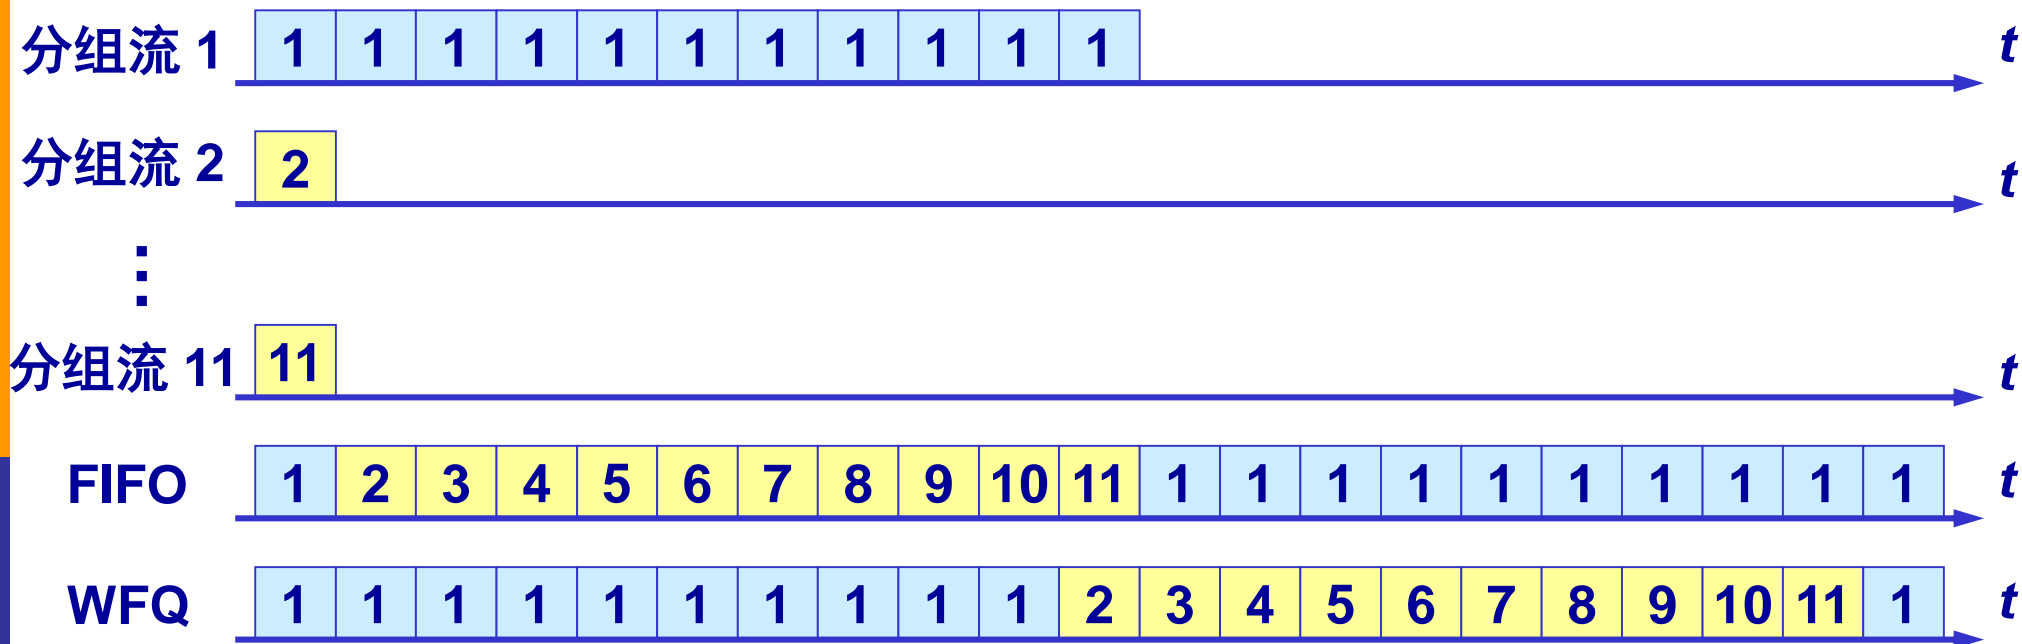 分组流 1 1 1 1 1 1 1 1 1 1 1 1 t
分组流 2 2 t
⋮
分组流 11 11 t
FIFO 1 2 3 4 5 6 7 8 9 10 11 1 1 1 1 1 1 1 1 1 1 t
WFQ 1 1 1 1 1 1 1 1 1 1 2 3 4 5 6 7 8 9 10 11 1 t